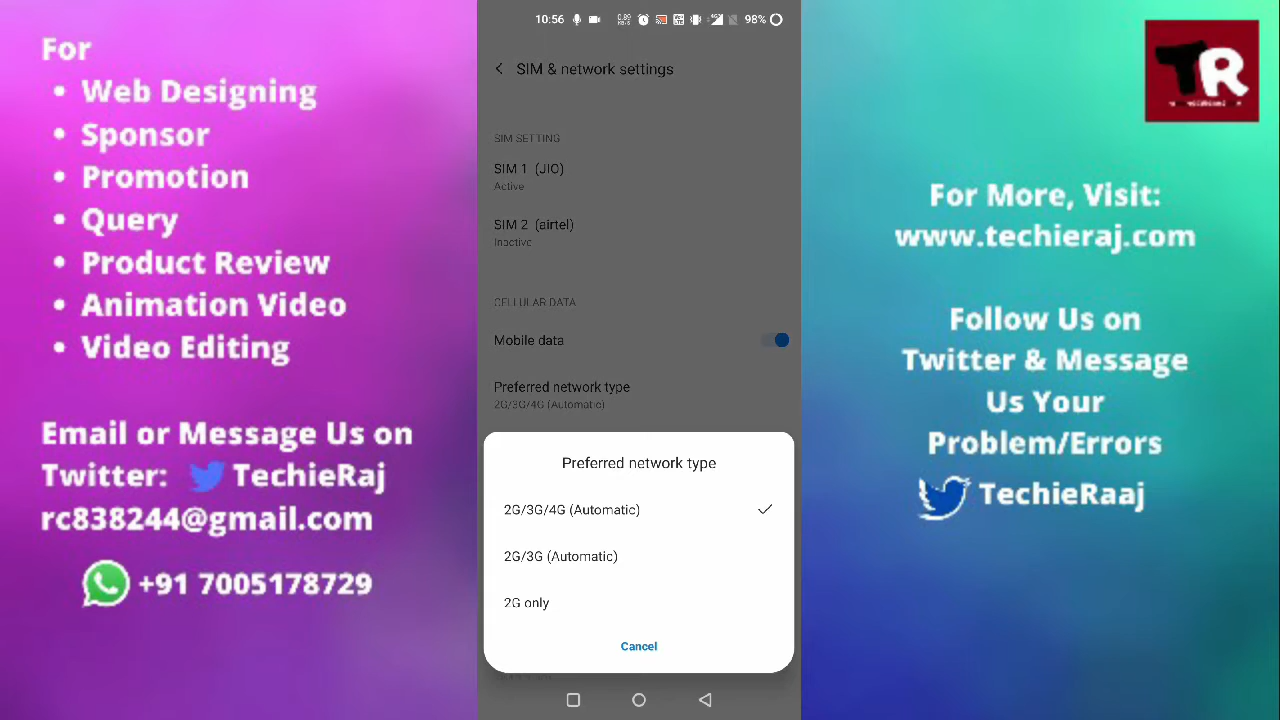 For
• Web Designing
• Sponsor
• Promotion
• Query
• Product Review
• Animation Video
• Video Editing
Email or Message Us on
Twitter: TechieRaj
rc838244@gmail.com
+91 7005178729
10:56
98%
SIM & network settings
SIM SETTING
SIM 1 (JIO)
Active
SIM 2 (airtel)
Inactive
CELLULAR DATA
Mobile data
Preferred network type
2G/3G/4G (Automatic)
Preferred network type
2G/3G/4G (Automatic)
2G/3G (Automatic)
2G only
Cancel
TR
For More, Visit:
www.techieraj.com
Follow Us on
Twitter & Message
Us Your
Problem/Errors
TechieRaaj